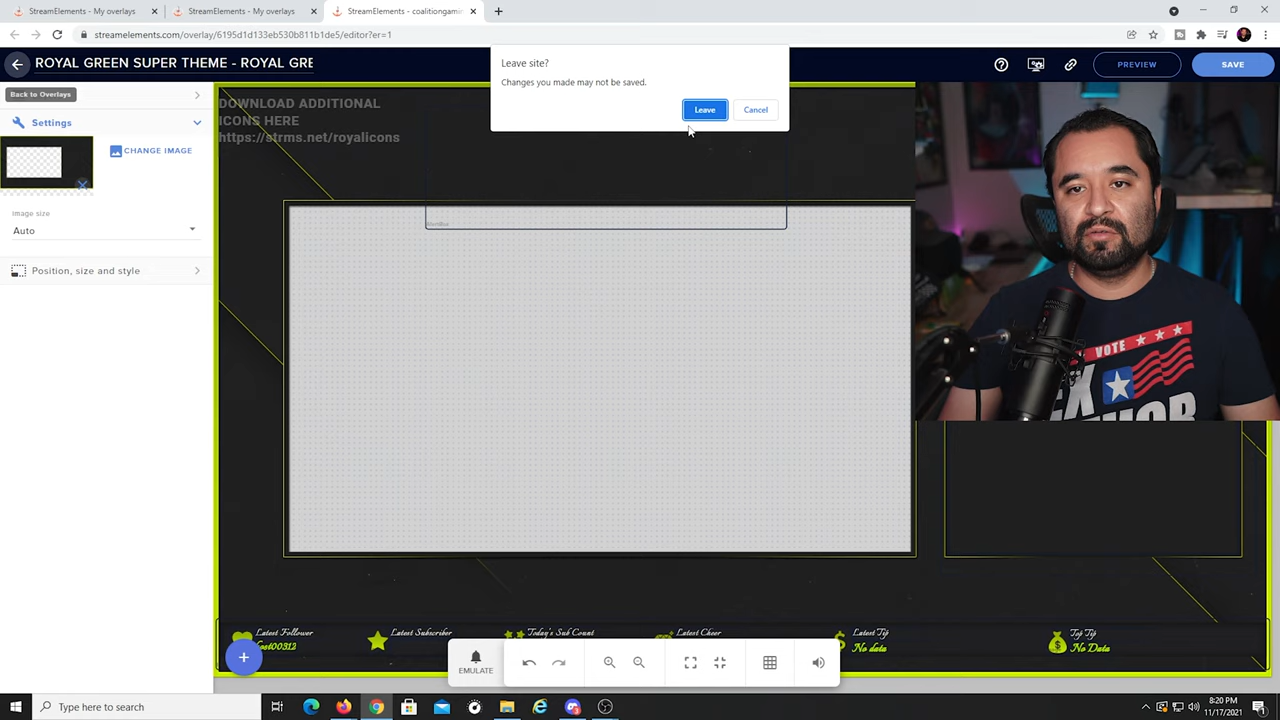 StreamElements - My overlays
StreamElements - My overlays
StreamElements - coalitiongamin
streamelements.com/overlay/6195d1d133eb530b811b1de5/editor?er=1
ROYAL GREEN SUPER THEME - ROYAL GRE
PREVIEW
SAVE
Leave site?
Changes you made may not be saved.
Leave
Cancel
Back to Overlays
Settings
CHANGE IMAGE
Image size
Auto
Position, size and style
DOWNLOAD ADDITIONAL
ICONS HERE
https://strms.net/royalicons
AlertBox
VOTE
Latest Follower
Latest Subscriber
Today's Sub Count
Latest Cheer
Latest Tip
No data
Top Tip
No Data
EMULATE
Type here to search
8:20 PM
11/17/2021